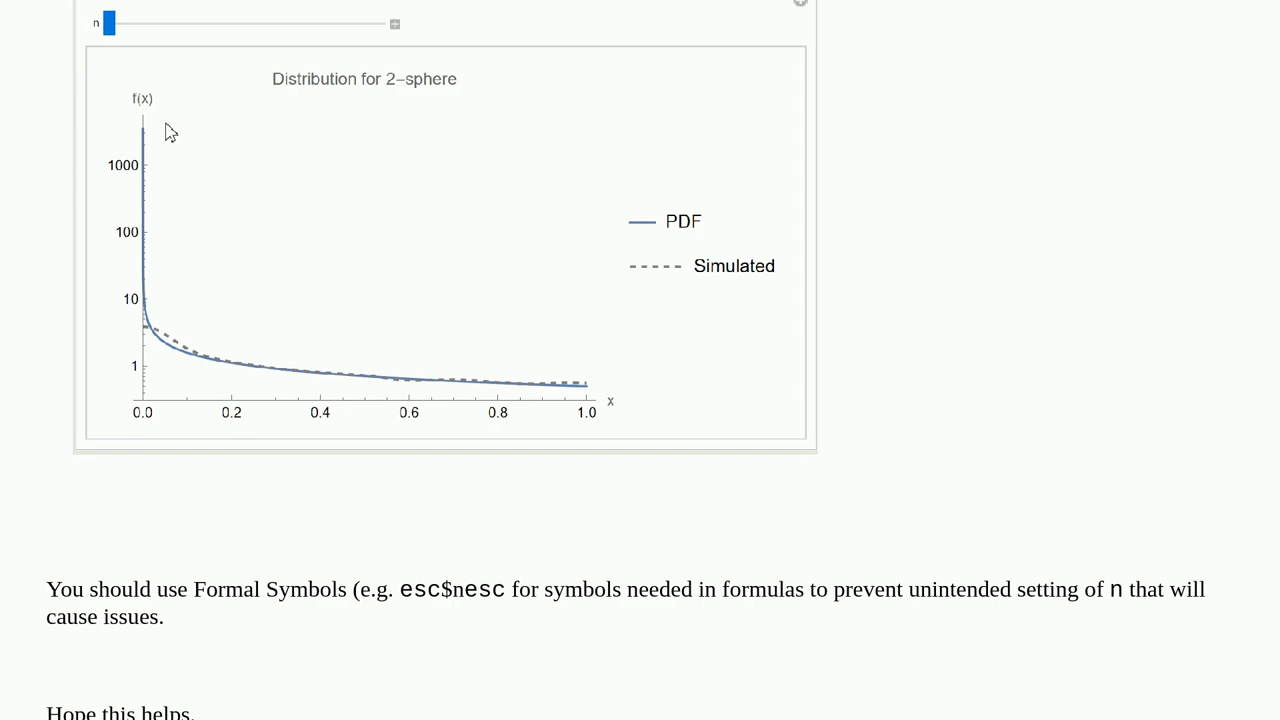 n
Distribution for 2−sphere
f(x)
1000
100
10
1
0.0 0.2 0.4 0.6 0.8 1.0 x
PDF
Simulated
You should use Formal Symbols (e.g. esc$nesc for symbols needed in formulas to prevent unintended setting of n that will
cause issues.
Hope this helps.